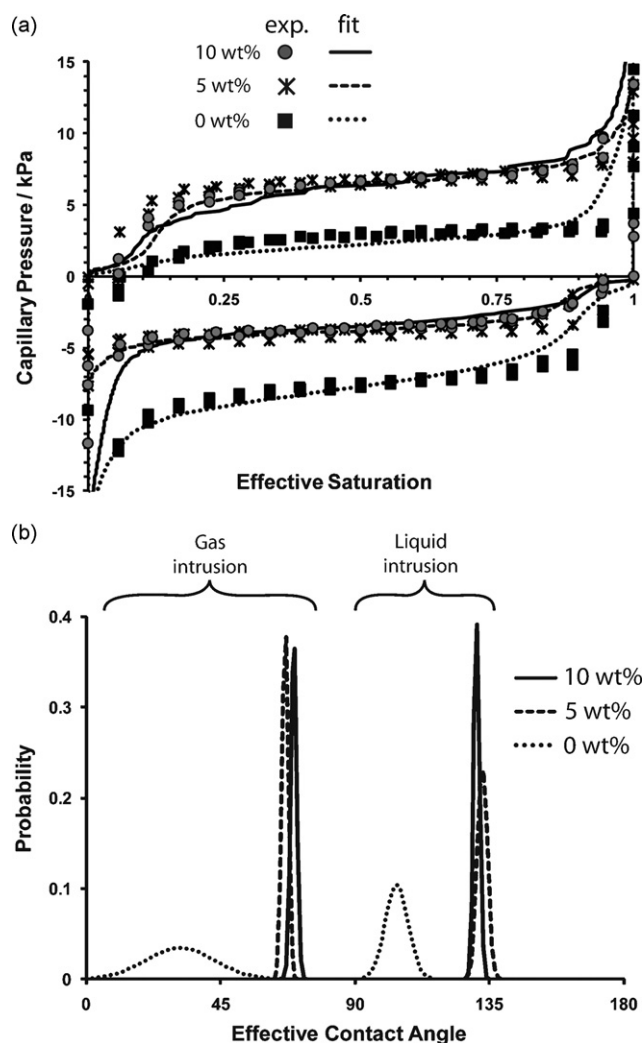 (a)
exp. fit
10 wt%
5 wt%
0 wt%
Capillary Pressure / kPa
15
10
5
0
-5
-10
-15
0.25 0.5 0.75 1
Effective Saturation
(b)
Gas
intrusion
Liquid
intrusion
10 wt%
5 wt%
0 wt%
Probability
0.4
0.3
0.2
0.1
0
0 45 90 135 180
Effective Contact Angle